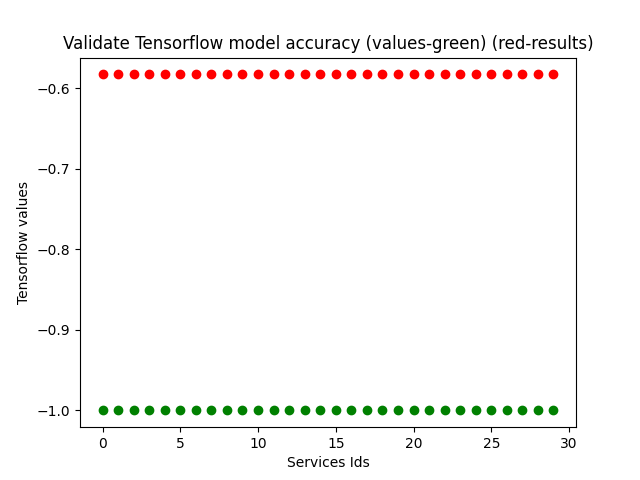 Validate Tensorflow model accuracy (values-green) (red-results)
−0.6
−0.7
−0.8
−0.9
−1.0
Tensorflow values
0 5 10 15 20 25 30
Services Ids